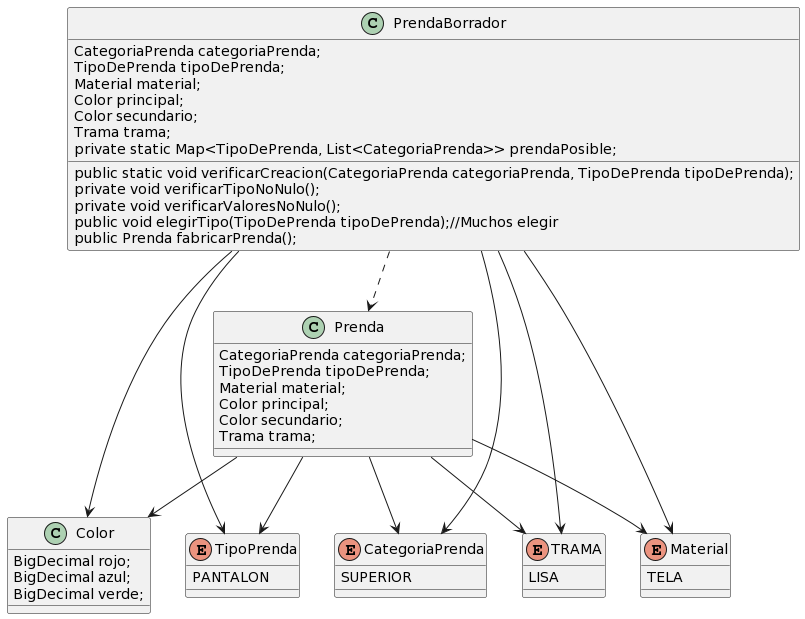 C PrendaBorrador
CategoriaPrenda categoriaPrenda;
TipoDePrenda tipoDePrenda;
Material material;
Color principal;
Color secundario;
Trama trama;
private static Map<TipoDePrenda, List<CategoriaPrenda>> prendaPosible;
public static void verificarCreacion(CategoriaPrenda categoriaPrenda, TipoDePrenda tipoDePrenda);
private void verificarTipoNoNulo();
private void verificarValoresNoNulo();
public void elegirTipo(TipoDePrenda tipoDePrenda);//Muchos elegir
public Prenda fabricarPrenda();
C Prenda
CategoriaPrenda categoriaPrenda;
TipoDePrenda tipoDePrenda;
Material material;
Color principal;
Color secundario;
Trama trama;
C Color
BigDecimal rojo;
BigDecimal azul;
BigDecimal verde;
E TipoPrenda
PANTALON
E CategoriaPrenda
SUPERIOR
E TRAMA
LISA
E Material
TELA